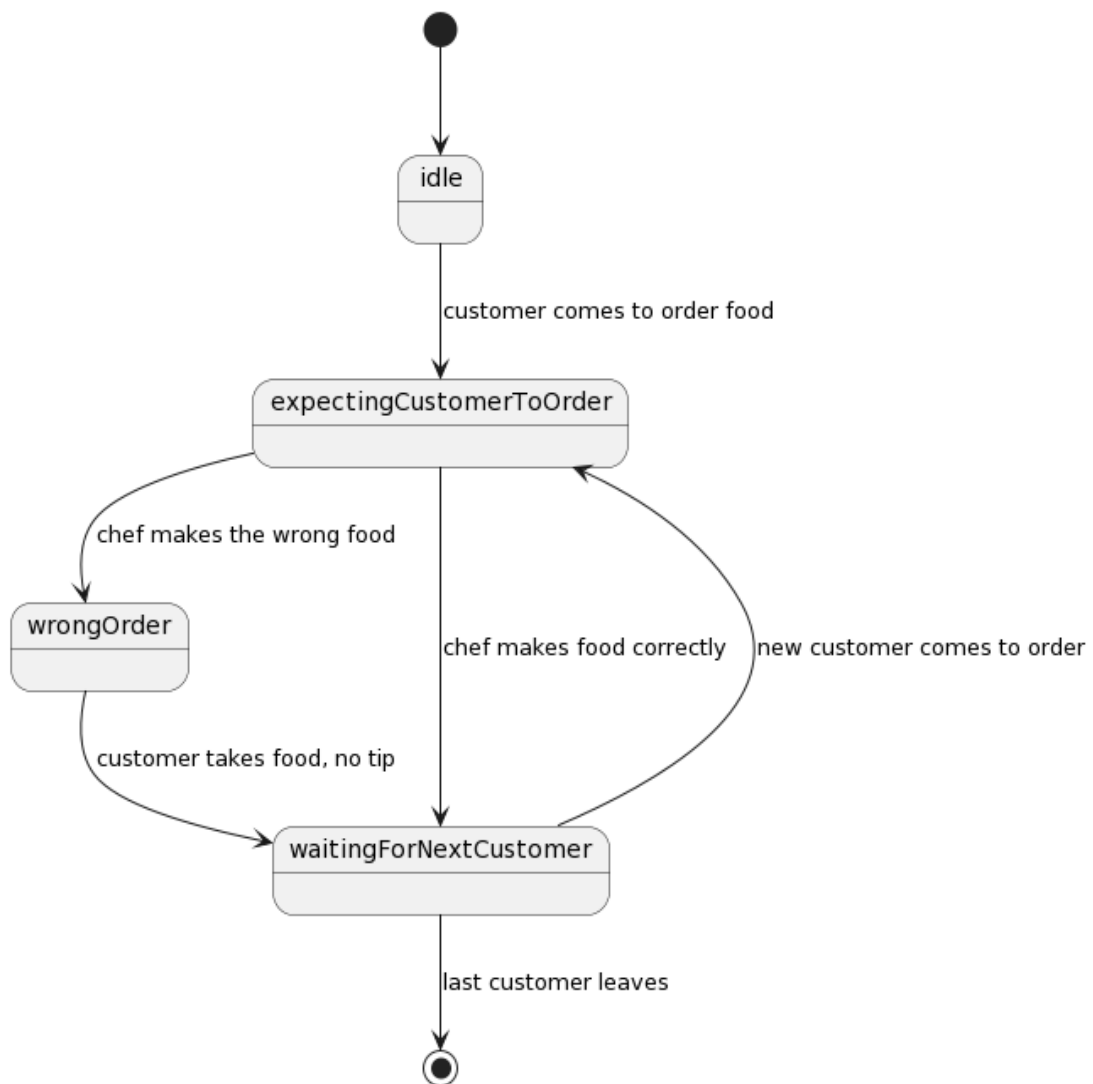 idle
customer comes to order food
expectingCustomerToOrder
chef makes the wrong food
wrongOrder
chef makes food correctly
new customer comes to order
customer takes food, no tip
waitingForNextCustomer
last customer leaves